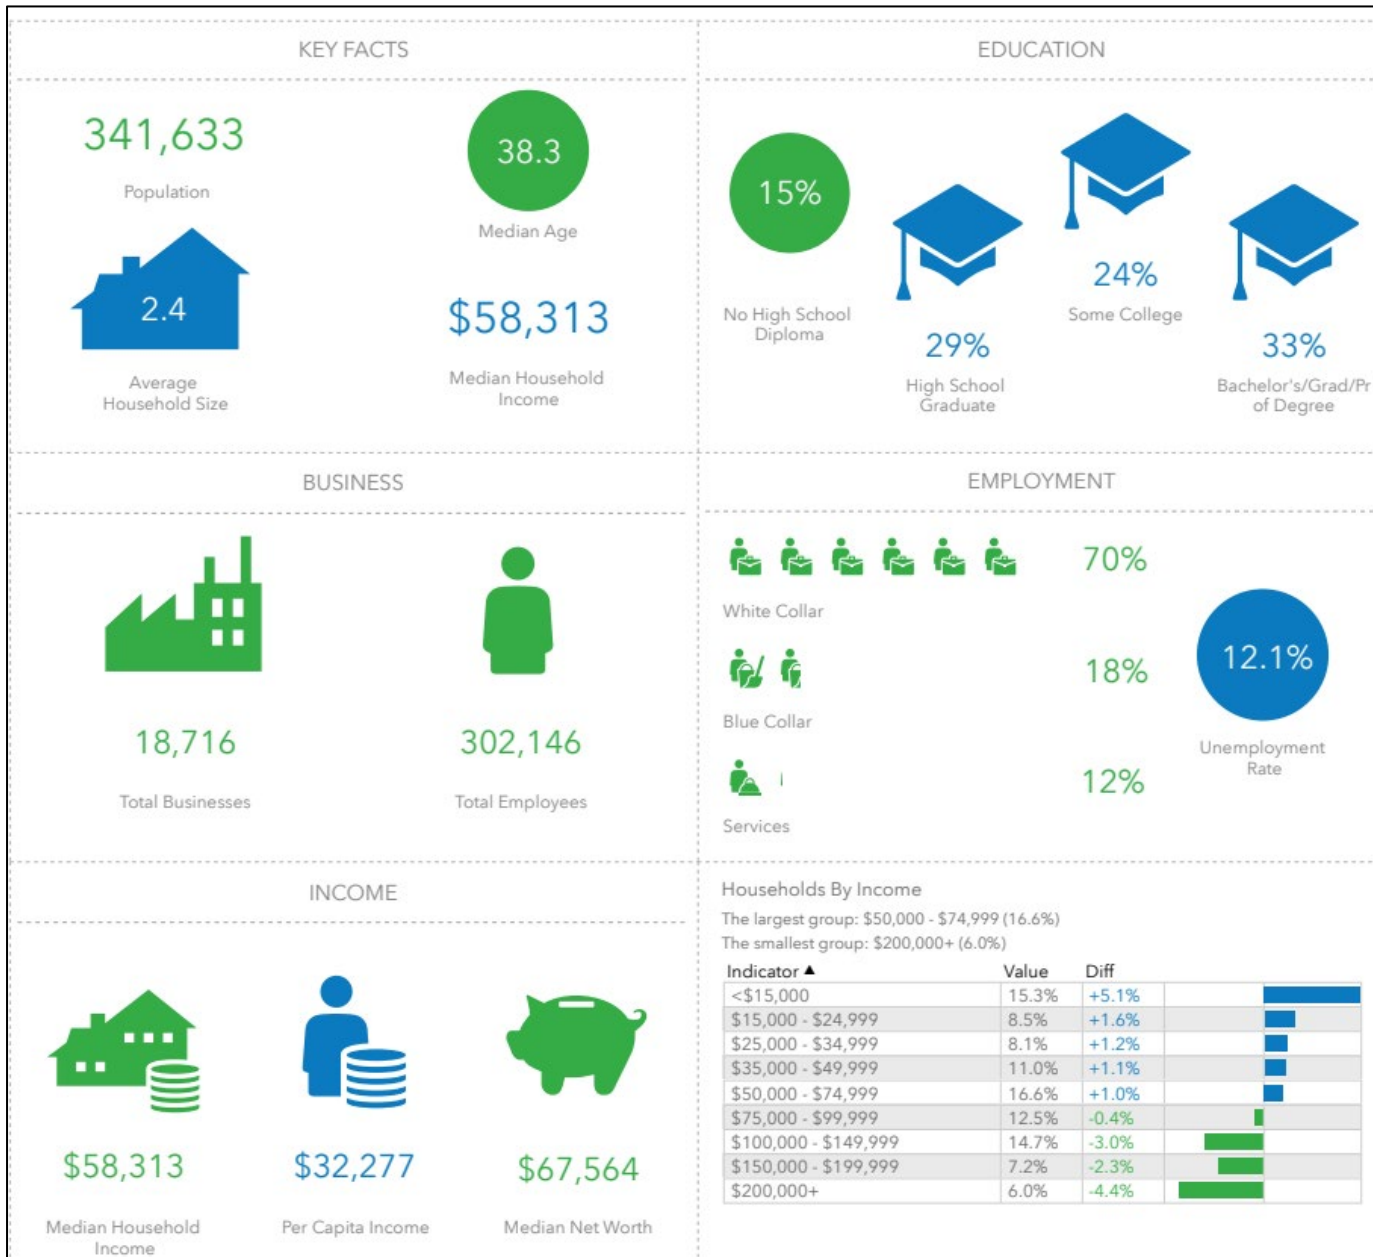 KEY FACTS
341,633
Population
38.3
Median Age
2.4
Average
Household Size
$58,313
Median Household
Income
EDUCATION
15%
No High School
Diploma
29%
High School
Graduate
24%
Some College
33%
Bachelor's/Grad/Pr
of Degree
BUSINESS
18,716
Total Businesses
302,146
Total Employees
EMPLOYMENT
70%
White Collar
18%
Blue Collar
12%
Services
12.1%
Unemployment
Rate
INCOME
$58,313
Median Household
Income
$32,277
Per Capita Income
$67,564
Median Net Worth
Households By Income
The largest group: $50,000 - $74,999 (16.6%)
The smallest group: $200,000+ (6.0%)
Indicator ▲ Value Diff
<$15,000 15.3% +5.1%
$15,000 - $24,999 8.5% +1.6%
$25,000 - $34,999 8.1% +1.2%
$35,000 - $49,999 11.0% +1.1%
$50,000 - $74,999 16.6% +1.0%
$75,000 - $99,999 12.5% -0.4%
$100,000 - $149,999 14.7% -3.0%
$150,000 - $199,999 7.2% -2.3%
$200,000+ 6.0% -4.4%